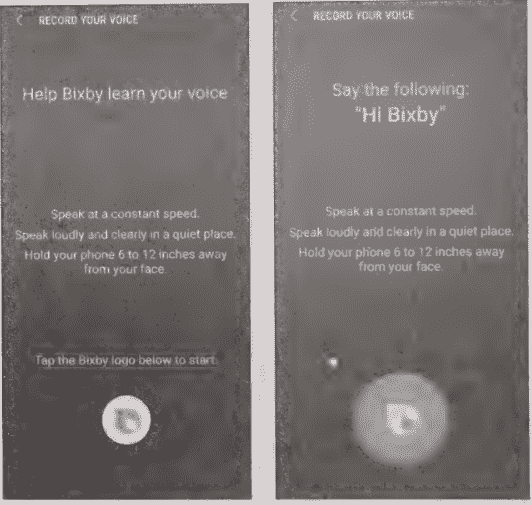 RECORD YOUR VOICE
Help Bixby learn your voice
Speak at a constant speed.
Speak loudly and clearly in a quiet place.
Hold your phone 6 to 12 inches away
from your face.
Tap the Bixby logo below to start.
RECORD YOUR VOICE
Say the following:
"Hi Bixby"
Speak at a constant speed.
Speak loudly and clearly in a quiet place.
Hold your phone 6 to 12 inches away
from your face.